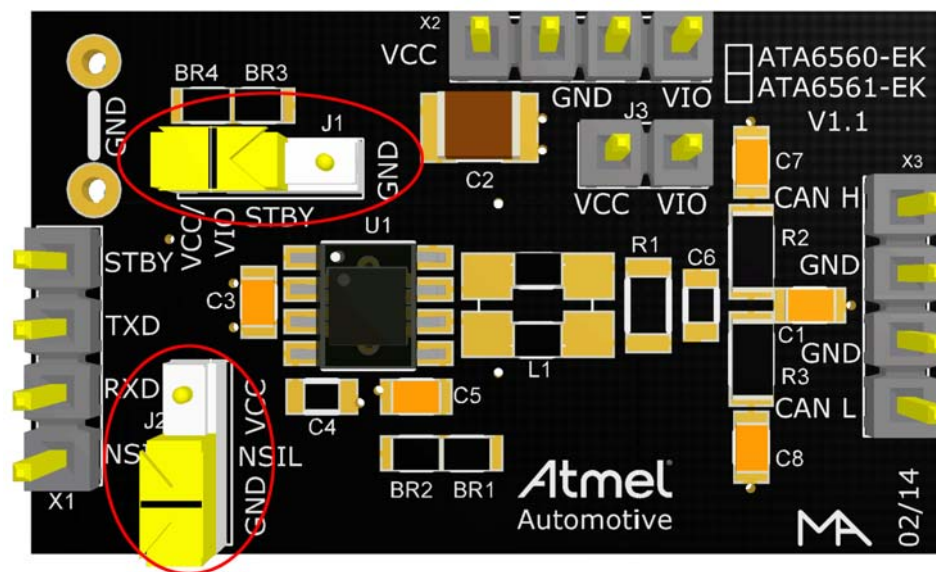 X2
VCC
GND
VIO
ATA6560-EK
ATA6561-EK
V1.1
BR4
BR3
GND
J1
GND
C2
J3
VCC
VIO
C7
X3
CAN H
VCC/
VIO
STBY
U1
STBY
C3
R1
C6
R2
GND
TXD
C1
GND
RXD
J2
VCC
L1
R3
CAN L
C4
C5
NSIL
GND
X1
BR2
BR1
C8
Atmel
Automotive
MA
02/14